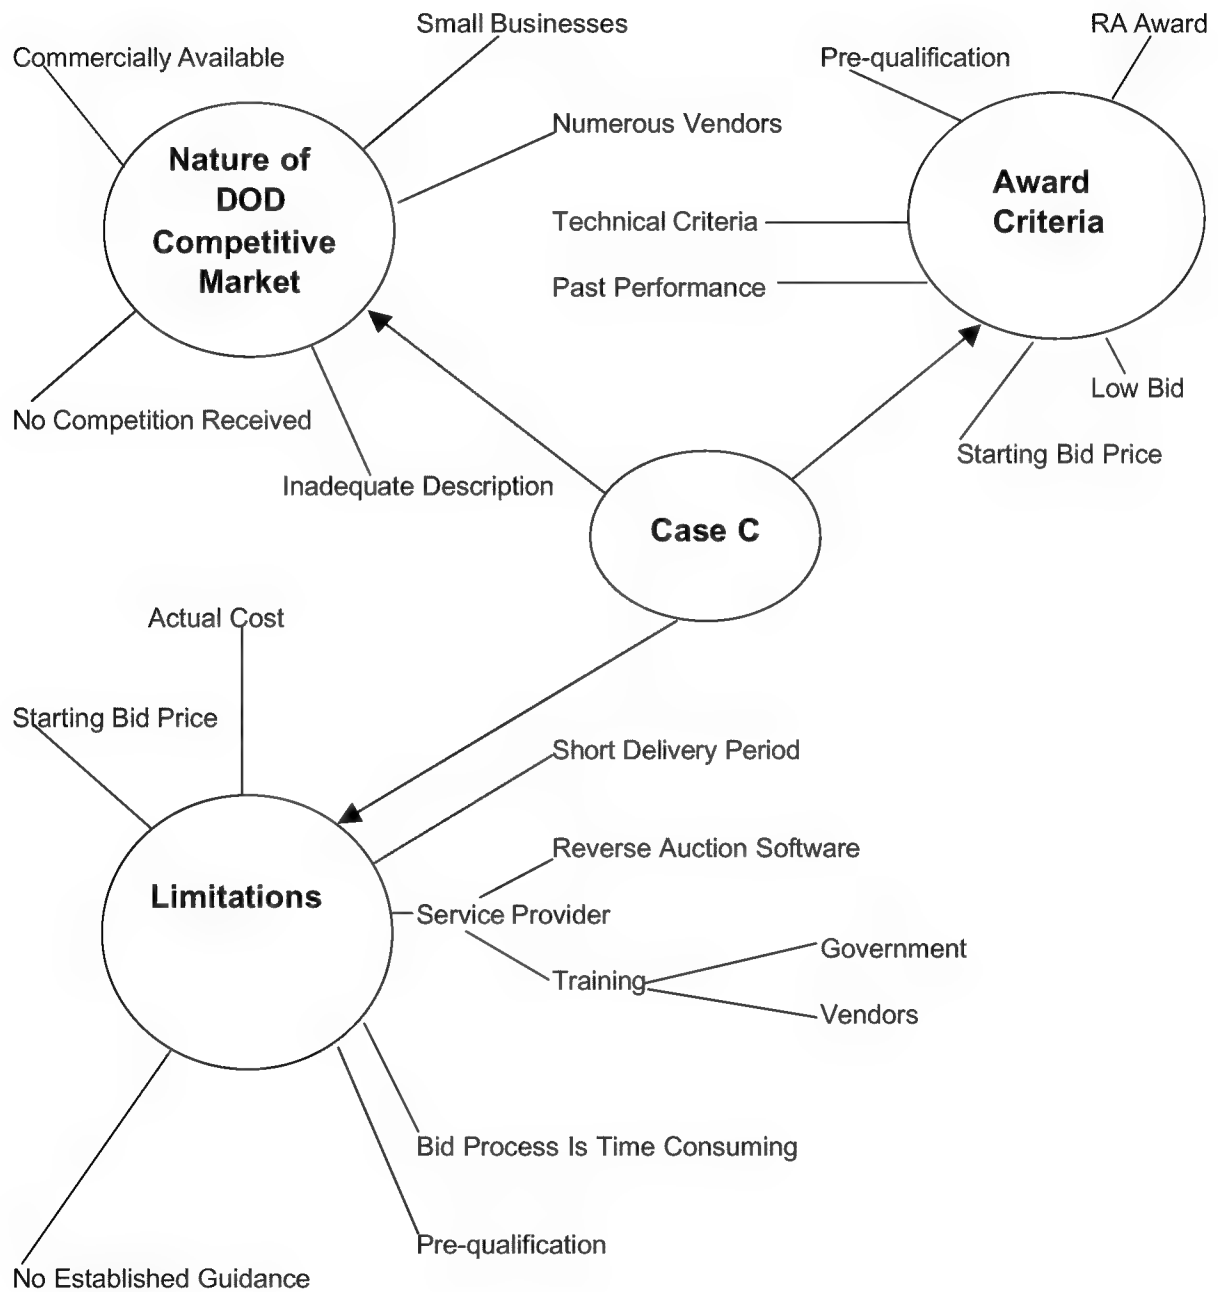 Small Businesses
RA Award
Commercially Available
Pre-qualification
Numerous Vendors
Nature of
DOD
Competitive
Market
Award
Criteria
Technical Criteria
Past Performance
Low Bid
No Competition Received
Starting Bid Price
Inadequate Description
Case C
Actual Cost
Starting Bid Price
Short Delivery Period
Reverse Auction Software
Limitations
Service Provider
Government
Training
Vendors
Bid Process Is Time Consuming
Pre-qualification
No Established Guidance